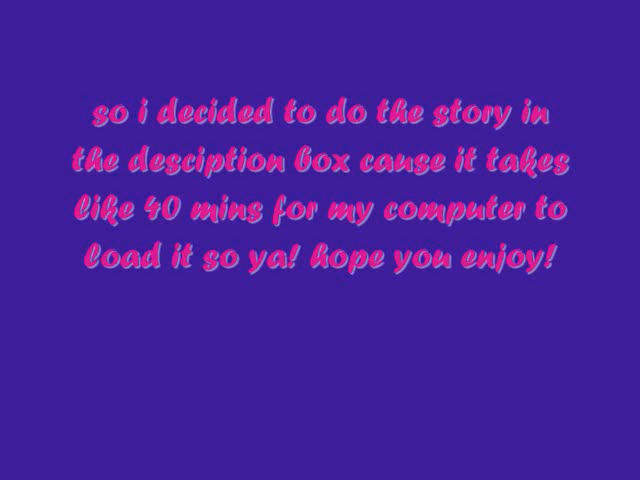 so i decided to do the story in
the desciption box cause it takes
like 40 mins for my computer to
load it so ya! hope you enjoy!